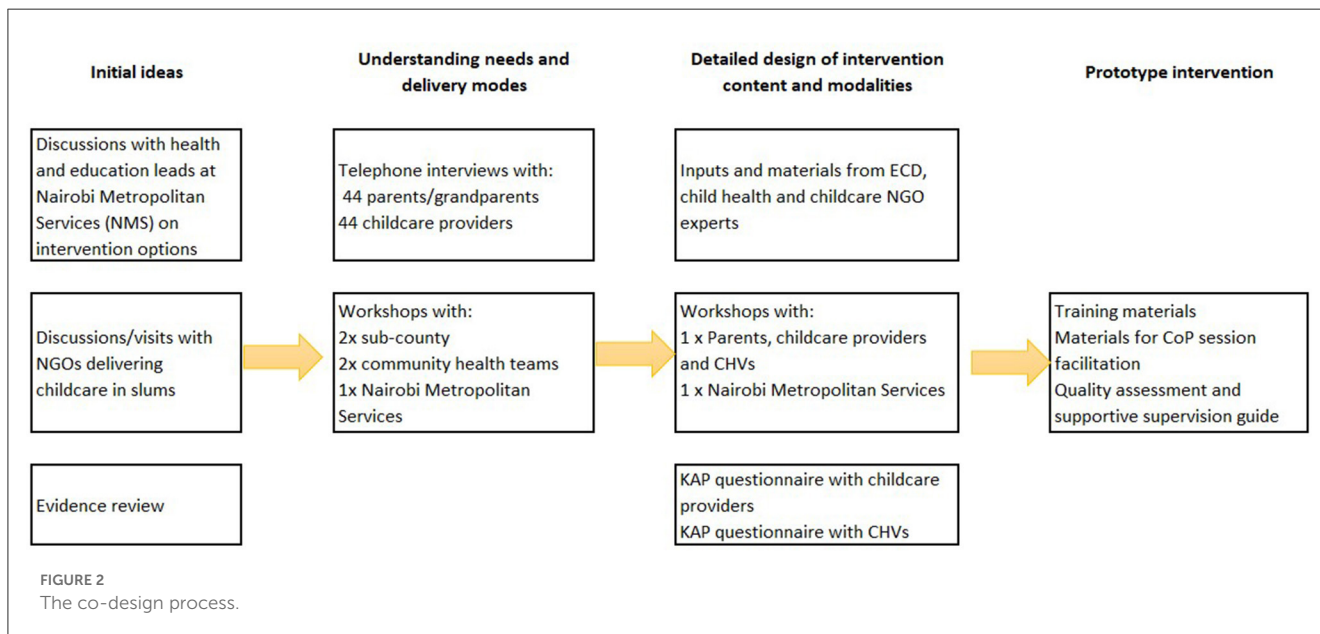 Initial ideas
Discussions with health
and education leads at
Nairobi Metropolitan
Services (NMS) on
intervention options
Discussions/visits with
NGOs delivering
childcare in slums
Evidence review
Understanding needs and
delivery modes
Telephone interviews with:
44 parents/grandparents
44 childcare providers
Workshops with:
2x sub-county
2x community health teams
1x Nairobi Metropolitan
Services
Detailed design of intervention
content and modalities
Inputs and materials from ECD,
child health and childcare NGO
experts
Workshops with:
1 x Parents, childcare providers
and CHVs
1 x Nairobi Metropolitan Services
KAP questionnaire with childcare
providers
KAP questionnaire with CHVs
Prototype intervention
Training materials
Materials for CoP session
facilitation
Quality assessment and
supportive supervision guide
FIGURE 2
The co-design process.